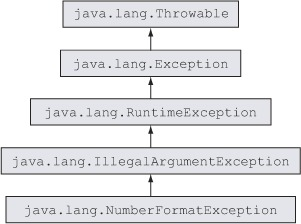 java.lang.Throwable
java.lang.Exception
java.lang.RuntimeException
java.lang.IllegalArgumentException
java.lang.NumberFormatException